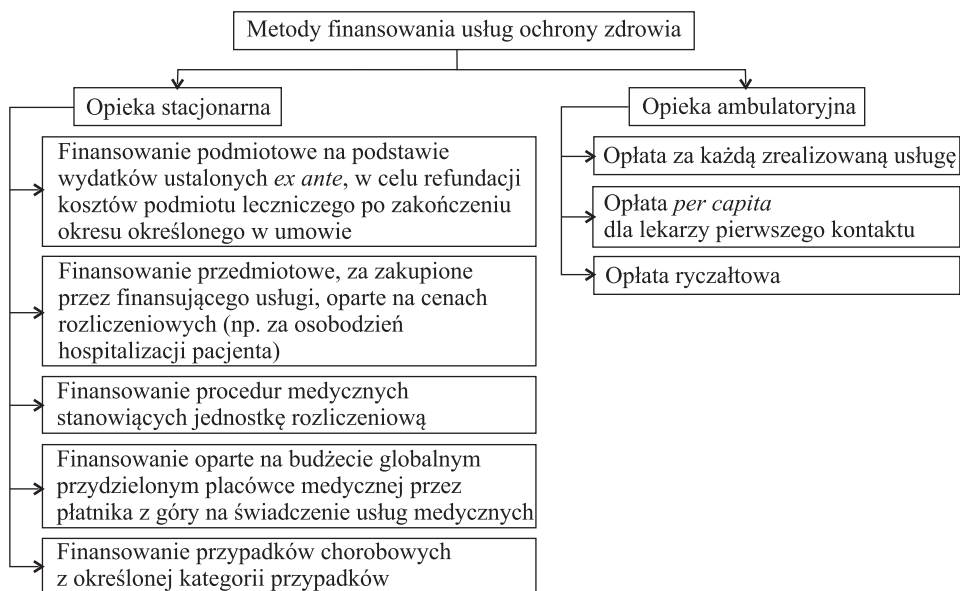 Metody finansowania usług ochrony zdrowia
Opieka stacjonarna
Finansowanie podmiotowe na podstawie
wydatków ustalonych ex ante, w celu refundacji
kosztów podmiotu leczniczego po zakończeniu
okresu określonego w umowie
Finansowanie przedmiotowe, za zakupione
przez finansującego usługi, oparte na cenach
rozliczeniowych (np. za osobodzień
hospitalizacji pacjenta)
Finansowanie procedur medycznych
stanowiących jednostkę rozliczeniową
Finansowanie oparte na budżecie globalnym
przydzielonym placówce medycznej przez
płatnika z góry na świadczenie usług medycznych
Finansowanie przypadków chorobowych
z określonej kategorii przypadków
Opieka ambulatoryjna
Opłata za każdą zrealizowaną usługę
Opłata per capita
dla lekarzy pierwszego kontaktu
Opłata ryczałtowa